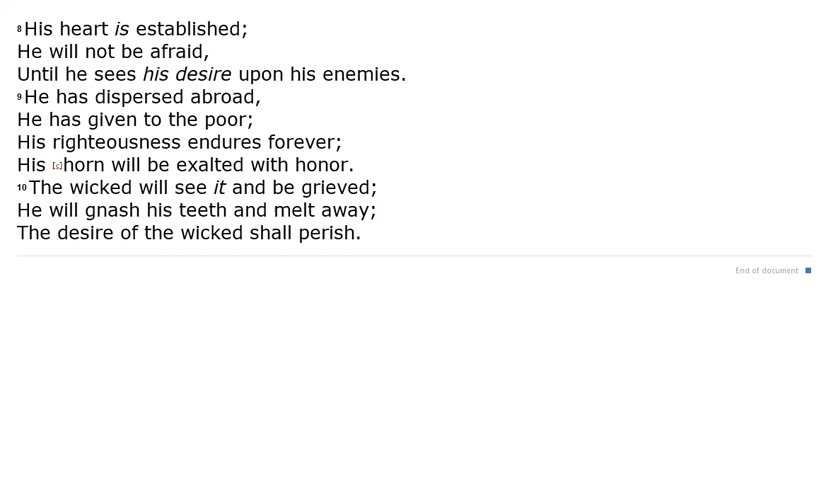 8 His heart is established;
He will not be afraid,
Until he sees his desire upon his enemies.
9 He has dispersed abroad,
He has given to the poor;
His righteousness endures forever;
His [c]horn will be exalted with honor.
10 The wicked will see it and be grieved;
He will gnash his teeth and melt away;
The desire of the wicked shall perish.
End of document